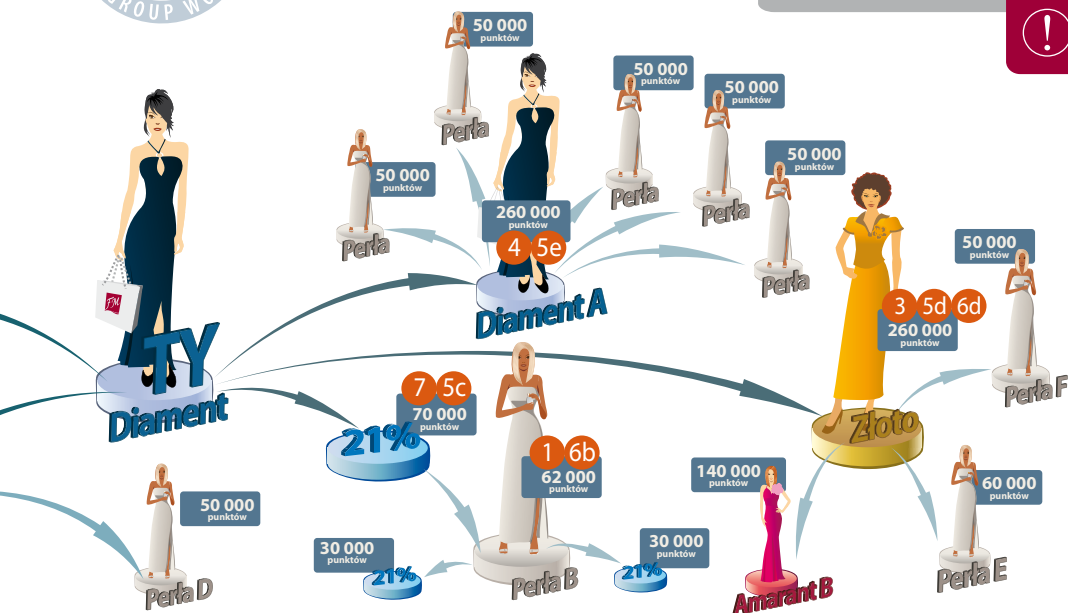 GROUP WO
!
50 000
punktów
Perła
50 000
punktów
Perła
50 000
punktów
Perła
50 000
punktów
Perła
50 000
punktów
Perła
260 000
punktów
4 5e
Diament A
FM
TY
Diament
7 5c
70 000
punktów
21%
1 6b
62 000
punktów
Perła B
30 000
punktów
21%
30 000
punktów
21%
3 5d 6d
260 000
punktów
Złoto
50 000
punktów
Perła F
140 000
punktów
Amarant B
60 000
punktów
Perła E
50 000
punktów
Perła D